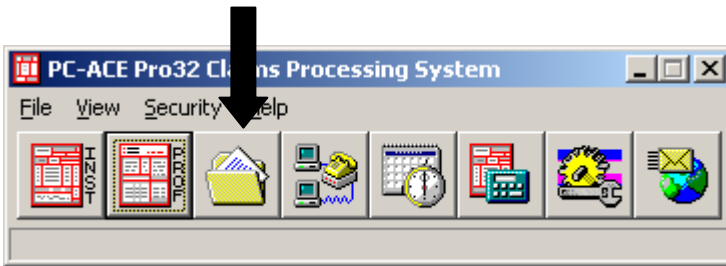 PC-ACE Pro32 Claims Processing System
File View Security Help
INST
PROF